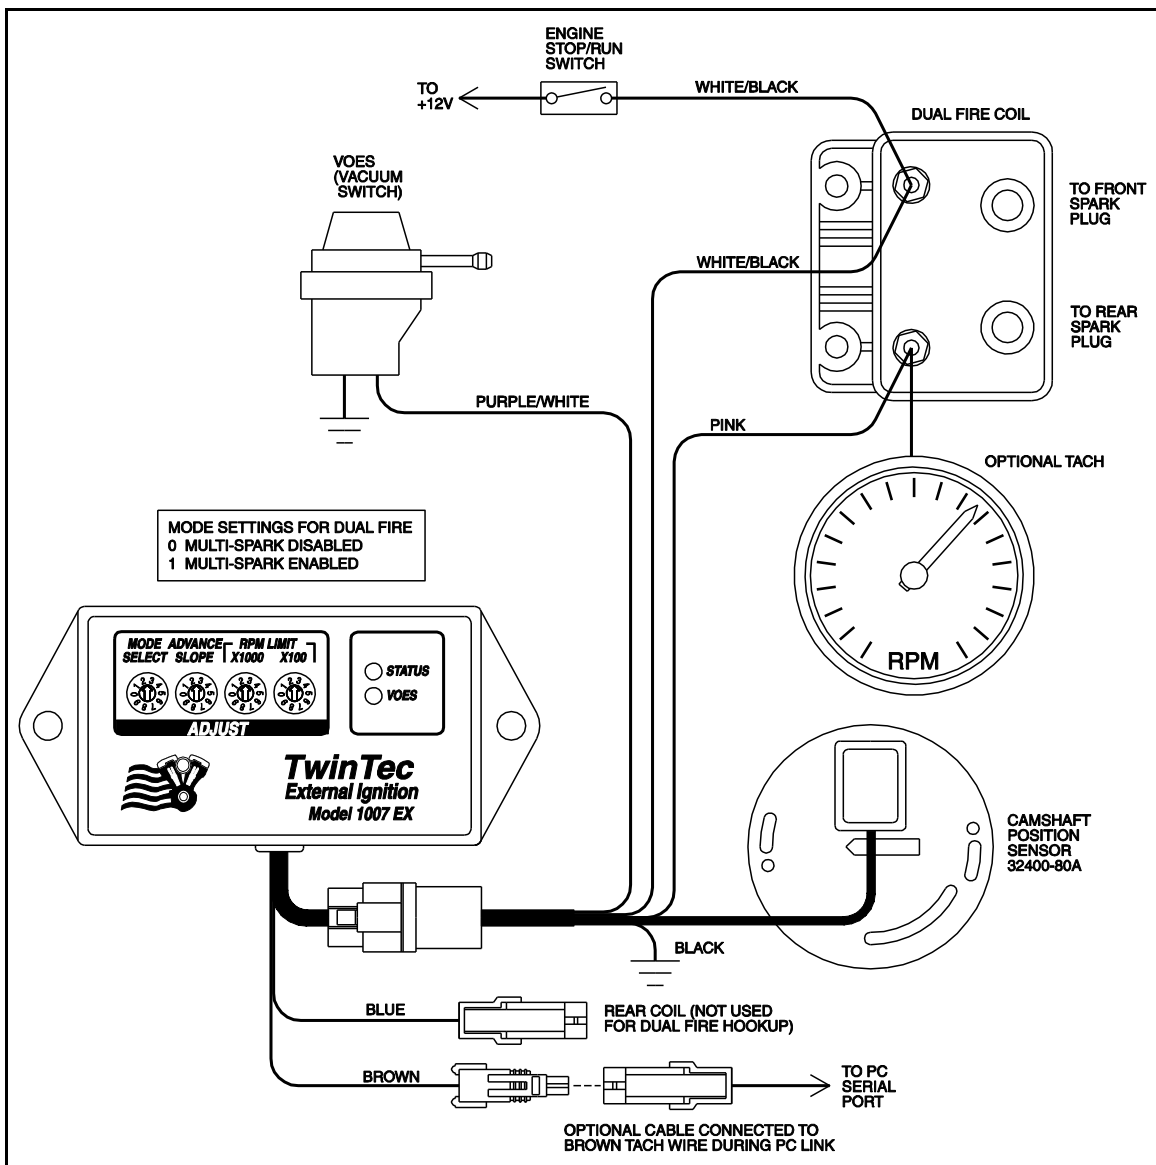 ENGINE
STOP/RUN
SWITCH
TO
+12V
WHITE/BLACK
DUAL FIRE COIL
VOES
(VACUUM
SWITCH)
TO FRONT
SPARK
PLUG
WHITE/BLACK
TO REAR
SPARK
PLUG
PURPLE/WHITE
PINK
OPTIONAL TACH
MODE SETTINGS FOR DUAL FIRE
0 MULTI-SPARK DISABLED
1 MULTI-SPARK ENABLED
RPM
MODE ADVANCE RPM LIMIT
SELECT SLOPE X1000 X100
STATUS
VOES
ADJUST
TwinTec
External Ignition
Model 1007 EX
CAMSHAFT
POSITION
SENSOR
32400-80A
BLACK
BLUE
REAR COIL (NOT USED
FOR DUAL FIRE HOOKUP)
BROWN
TO PC
SERIAL
PORT
OPTIONAL CABLE CONNECTED TO
BROWN TACH WIRE DURING PC LINK